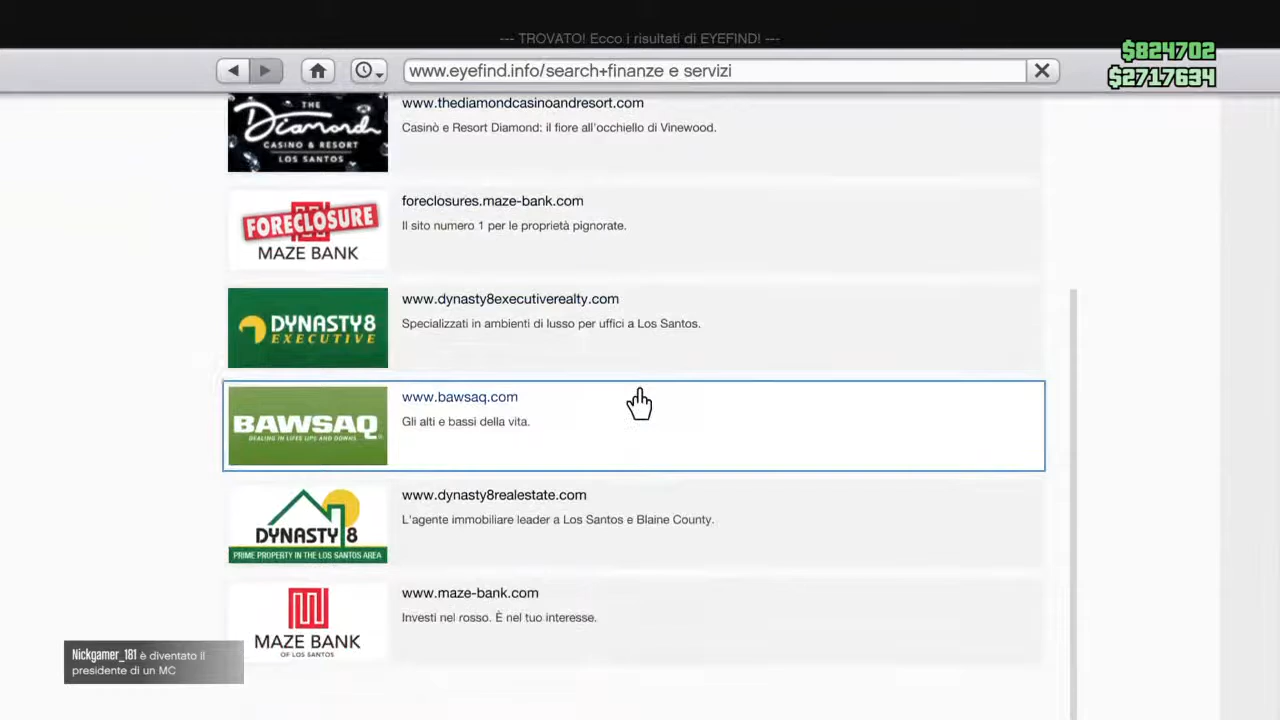 --- TROVATO! Ecco i risultati di EYEFIND! ---
$824702
www.eyefind.info/search+finanze e servizi
$2717634
THE
Diamond
CASINO & RESORT
LOS SANTOS
www.thediamondcasinoandresort.com
Casinò e Resort Diamond: il fiore all'occhiello di Vinewood.
FORECLOSURE
MAZE BANK
foreclosures.maze-bank.com
Il sito numero 1 per le proprietà pignorate.
DYNASTY8
EXECUTIVE
www.dynasty8executiverealty.com
Specializzati in ambienti di lusso per uffici a Los Santos.
BAWSAQ
DEALING IN LIFE'S UPS AND DOWNS
www.bawsaq.com
Gli alti e bassi della vita.
DYNASTY 8
PRIME PROPERTY IN THE LOS SANTOS AREA
www.dynasty8realestate.com
L'agente immobiliare leader a Los Santos e Blaine County.
MAZE BANK
OF LOS SANTOS
www.maze-bank.com
Investi nel rosso. È nel tuo interesse.
Nickgamer_181 è diventato il
presidente di un MC